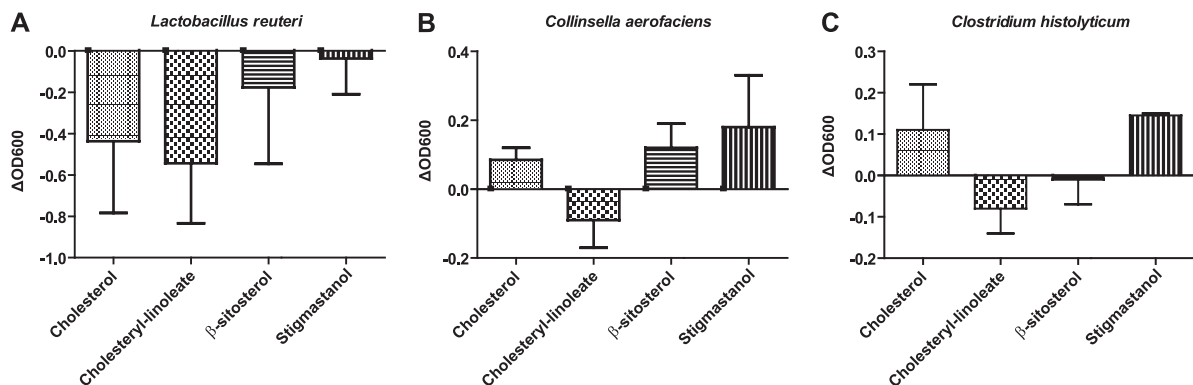 A
Lactobacillus reuteri
ΔOD600
0.0
-0.2
-0.4
-0.6
-0.8
-1.0
Cholesterol
Cholesteryl-linoleate
β-sitosterol
Stigmastanol
B
Collinsella aerofaciens
ΔOD600
0.4
0.2
0.0
-0.2
Cholesterol
Cholesteryl-linoleate
β-sitosterol
Stigmastanol
C
Clostridium histolyticum
ΔOD600
0.3
0.2
0.1
0.0
-0.1
-0.2
Cholesterol
Cholesteryl-linoleate
β-sitosterol
Stigmastanol